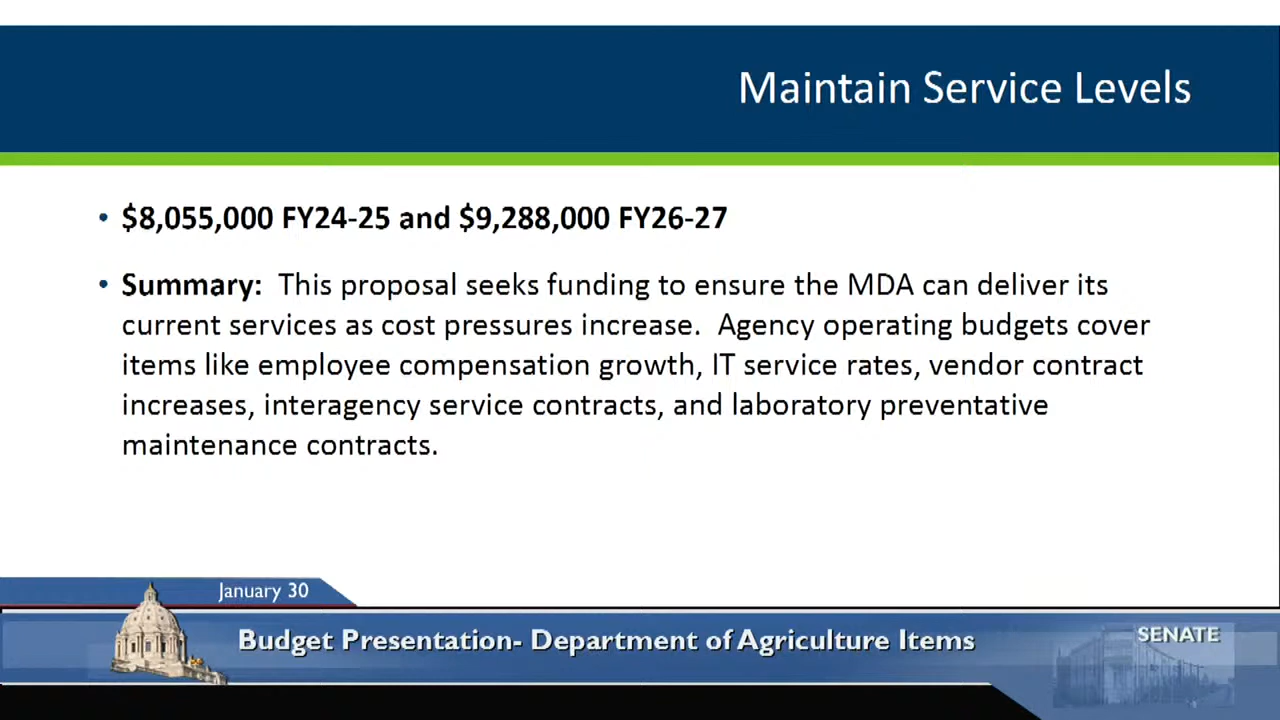 Maintain Service Levels
• $8,055,000 FY24-25 and $9,288,000 FY26-27
• Summary: This proposal seeks funding to ensure the MDA can deliver its
current services as cost pressures increase. Agency operating budgets cover
items like employee compensation growth, IT service rates, vendor contract
increases, interagency service contracts, and laboratory preventative
maintenance contracts.
January 30
Budget Presentation- Department of Agriculture Items
SENATE